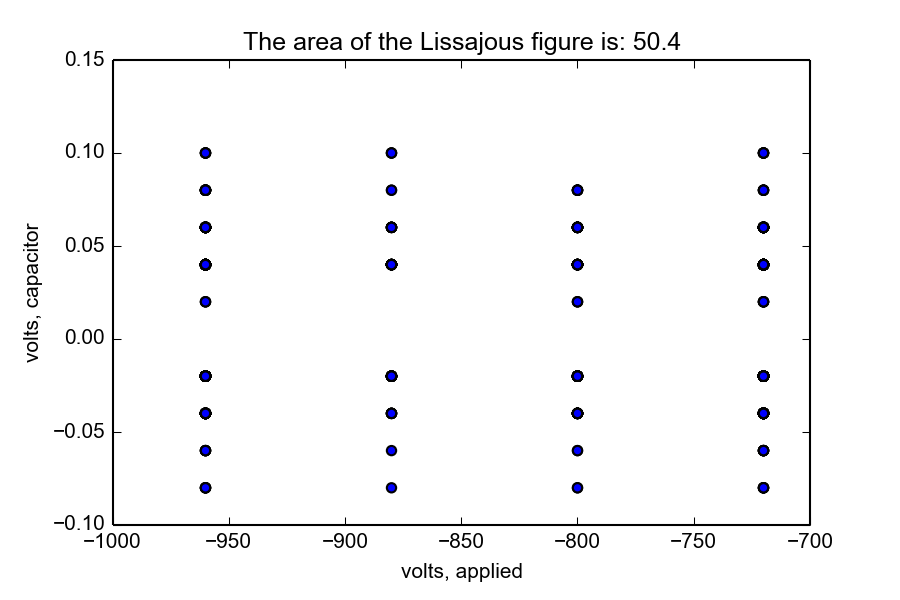 The area of the Lissajous figure is: 50.4
0.15
0.10
0.05
0.00
−0.05
−0.10
volts, capacitor
−1000 −950 −900 −850 −800 −750 −700
volts, applied